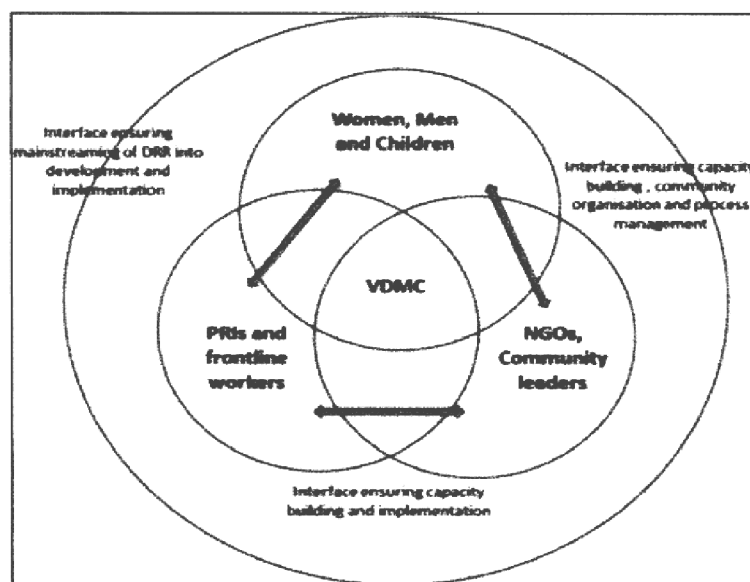 Women, Men
and Children
Interface ensuring
mainstreaming of DRR into
development and
implementation
Interface ensuring capacity
building , community
organisation and process
management
VDMC
PRIs and
frontline
workers
NGOs,
Community
leaders
Interface ensuring capacity
building and implementation